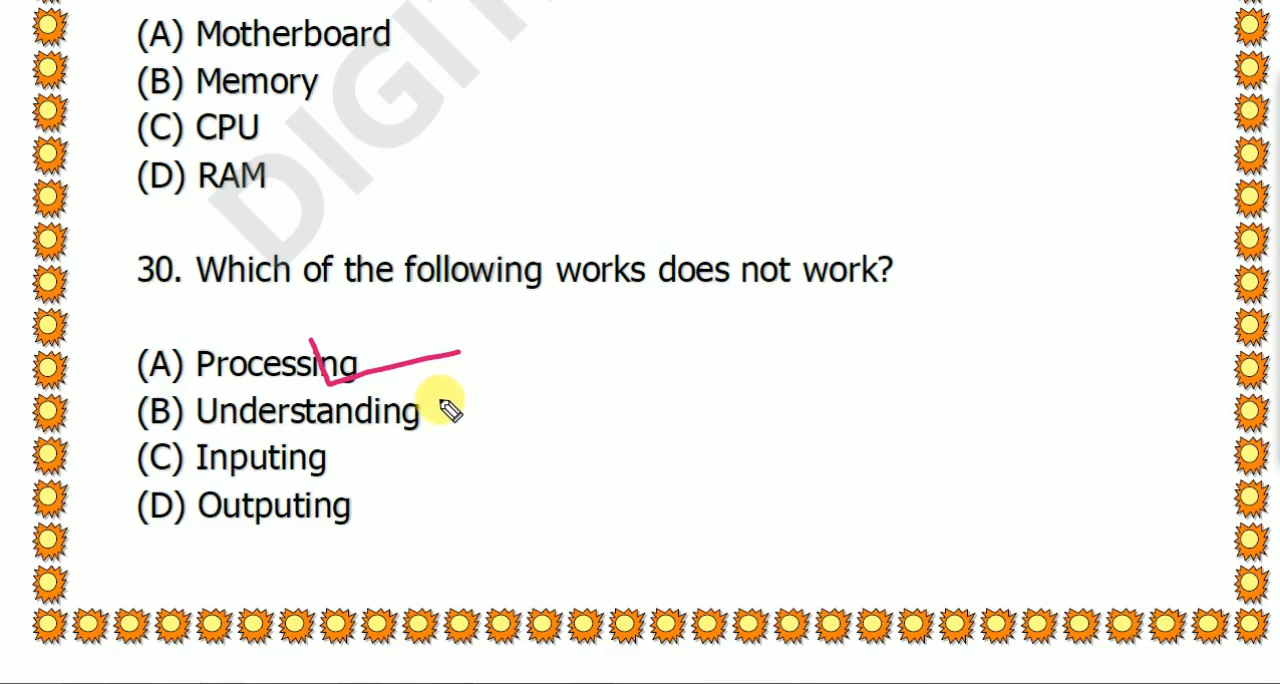 (A) Motherboard
(B) Memory
(C) CPU
(D) RAM
30. Which of the following works does not work?
(A) Processing
(B) Understanding
(C) Inputing
(D) Outputing